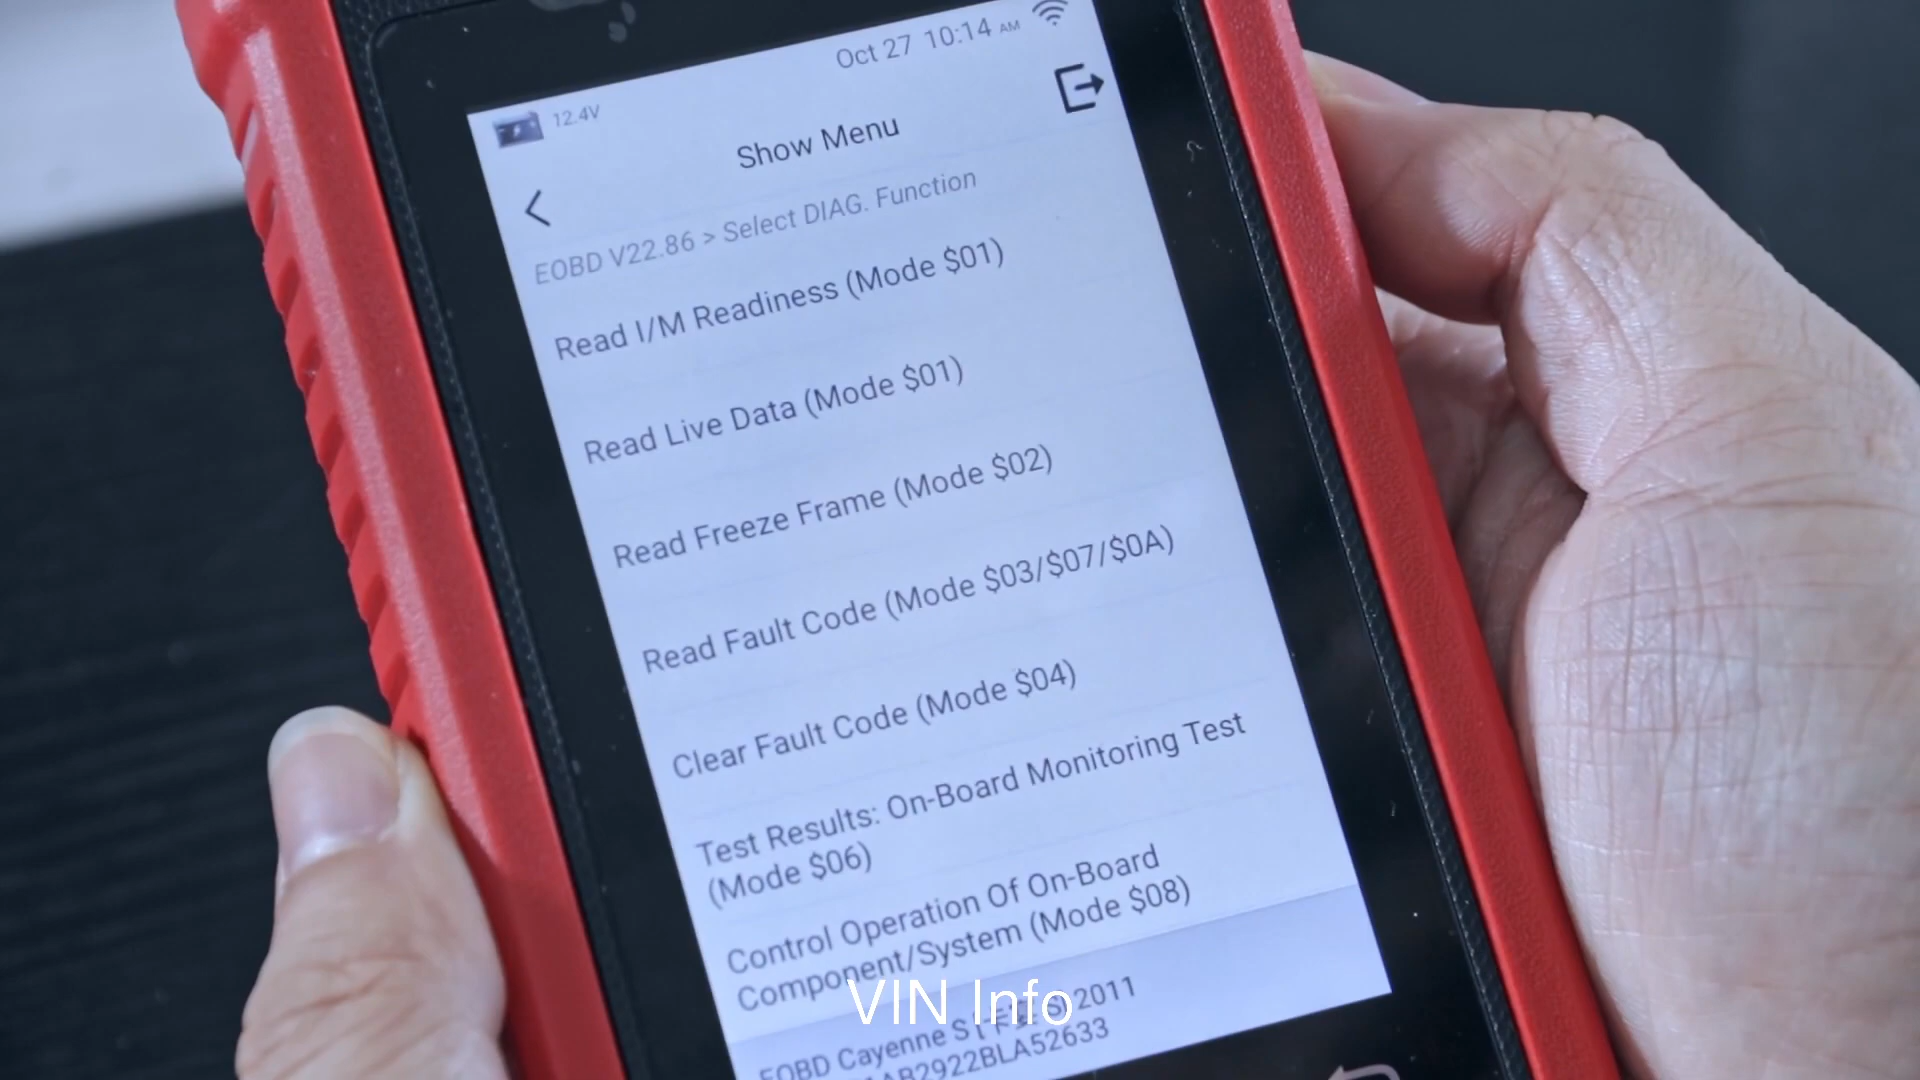 Oct 27 10:14 AM
12.4V
Show Menu
EOBD V22.86 > Select DIAG. Function
Read I/M Readiness (Mode $01)
Read Live Data (Mode $01)
Read Freeze Frame (Mode $02)
Read Fault Code (Mode $03/$07/$0A)
Clear Fault Code (Mode $04)
Test Results: On-Board Monitoring Test
(Mode $06)
Control Operation Of On-Board
Component/System (Mode $08)
VIN Info
EOBD Cayenne S 2011
AB2922BLA52633